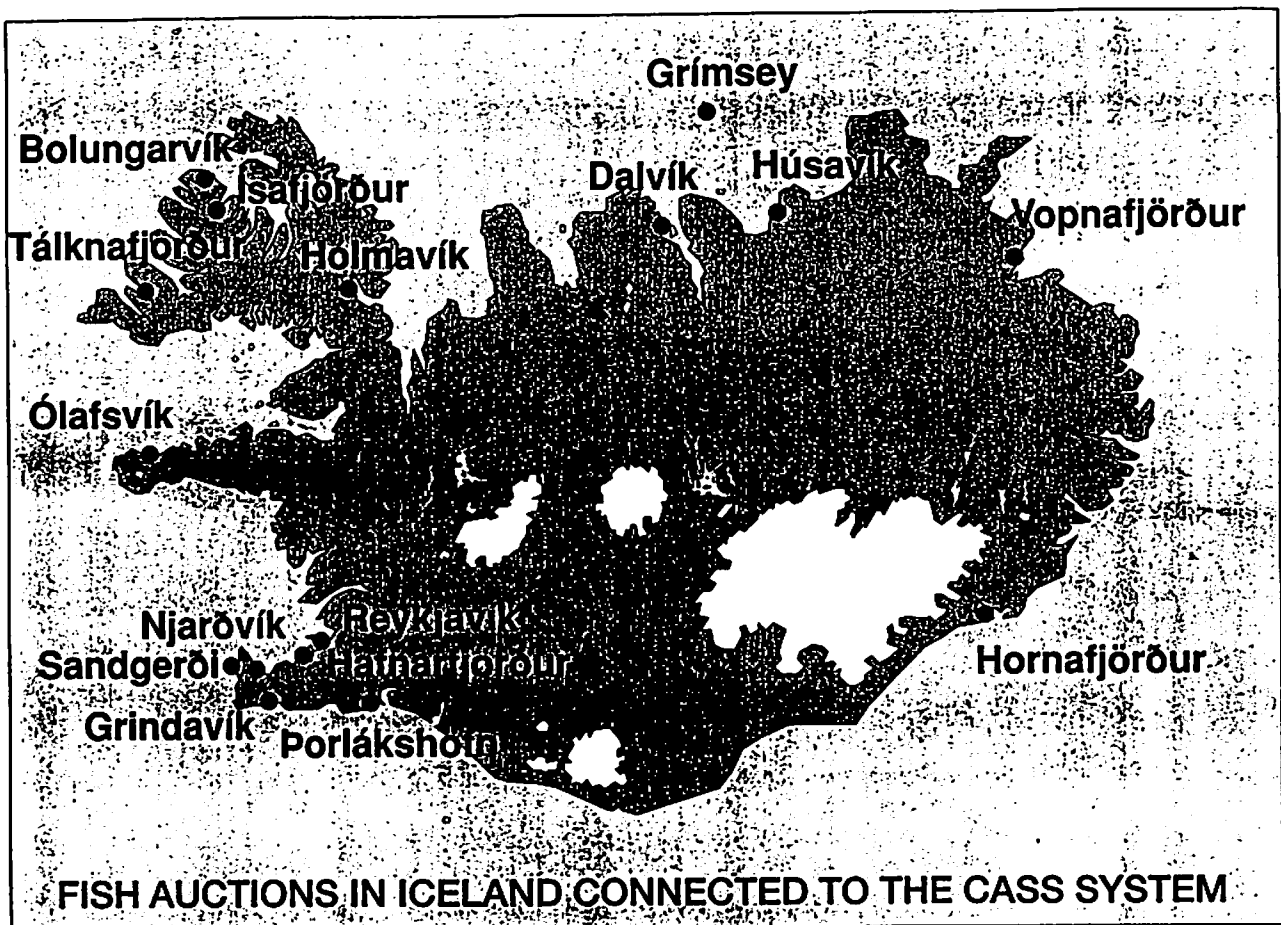 Grímsey
Bolungarvík
Ísafjörður
Dalvík
Húsavík
Tálknafjörður
Hólmavík
Vopnafjörður
Ólafsvík
Njarðvík
Reykjavík
Sandgerði
Hafnarfjörður
Hornafjörður
Grindavík
Þorlákshöfn
FISH AUCTIONS IN ICELAND CONNECTED TO THE CASS SYSTEM